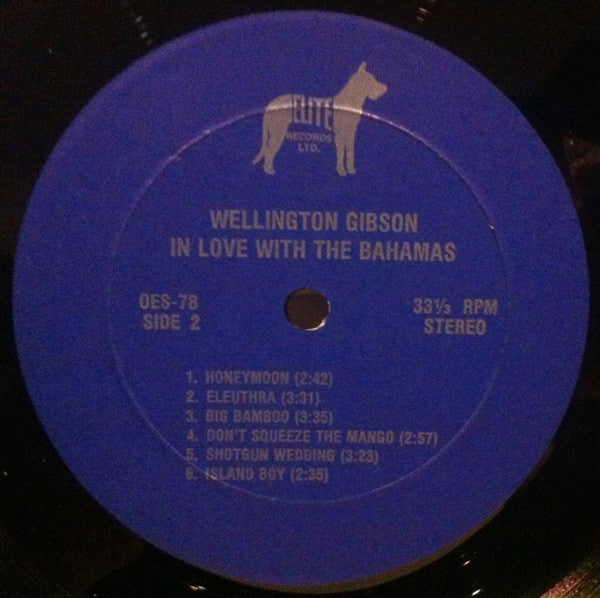 ELITE
RECORDS
LTD.
WELLINGTON GIBSON
IN LOVE WITH THE BAHAMAS
OES-78
SIDE 2
33⅓ RPM
STEREO
1. HONEYMOON (2:42)
2. ELEUTHRA (3:31)
3. BIG BAMBOO (3:35)
4. DON'T SQUEEZE THE MANGO (2:57)
5. SHOTGUN WEDDING (3:23)
6. ISLAND BOY (2:35)